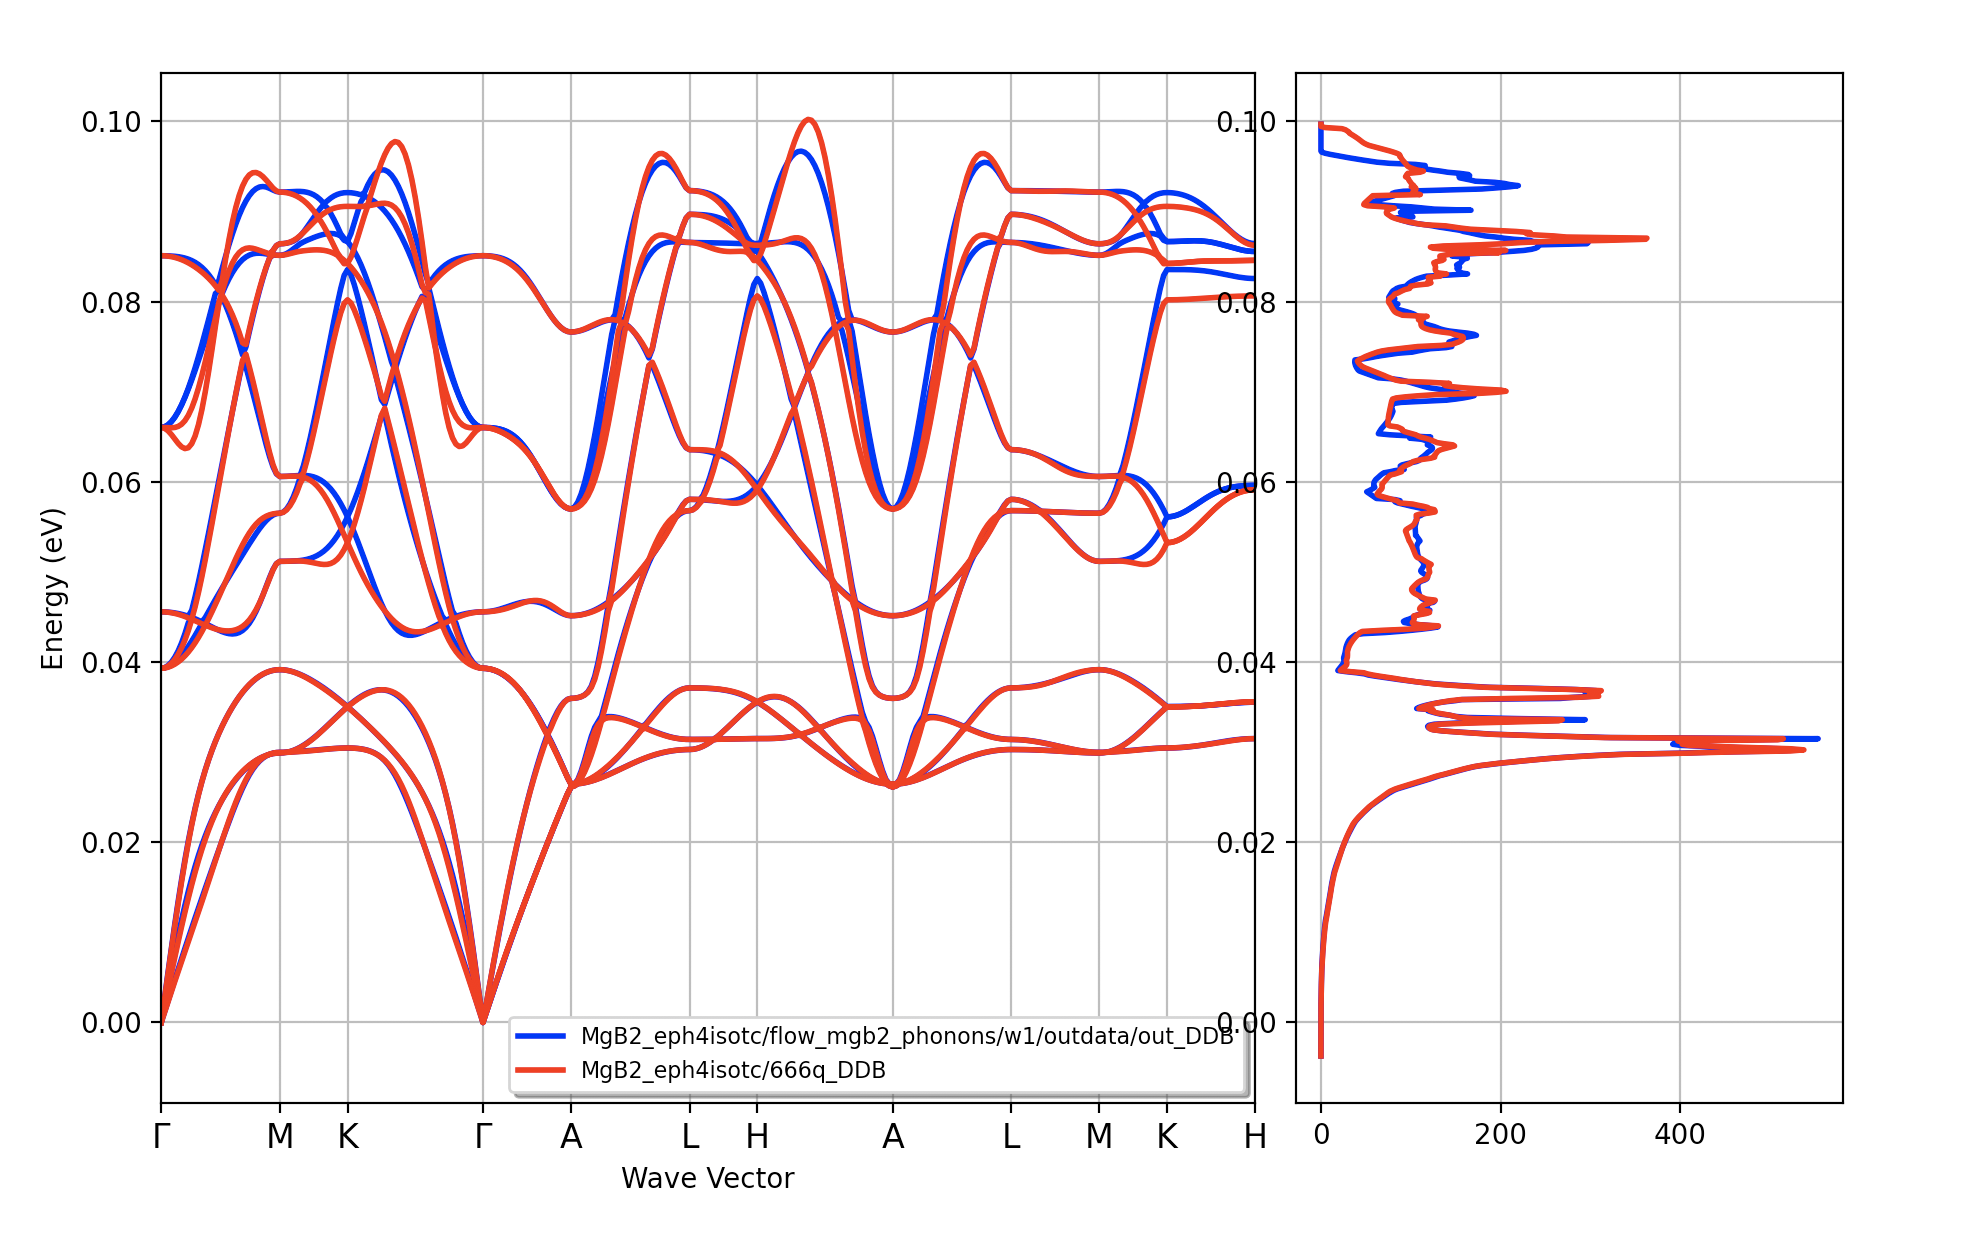 0.10
0.08
0.06
0.04
0.02
0.00
Energy (eV)
Γ M K Γ A L H A L M K H
Wave Vector
MgB2_eph4isotc/flow_mgb2_phonons/w1/outdata/out_DDB
MgB2_eph4isotc/666q_DDB
0.10
0.08
0.06
0.04
0.02
0.00
0 200 400